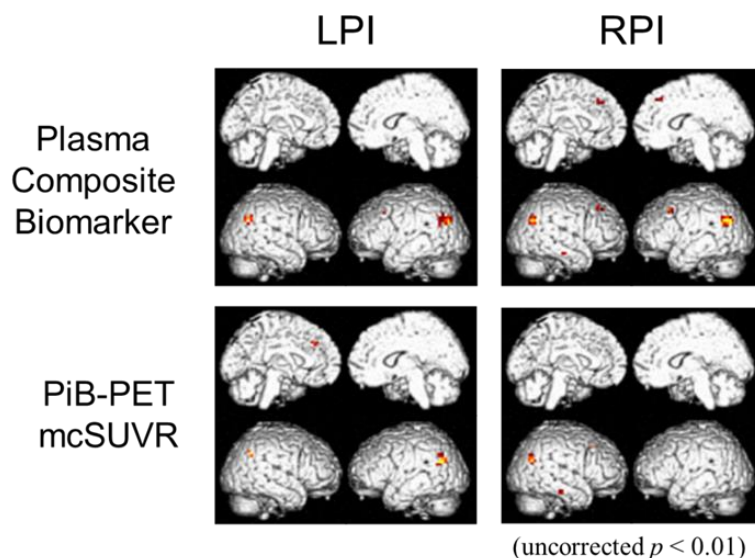 LPI
RPI
Plasma
Composite
Biomarker
PiB-PET
mcSUVR
(uncorrected p < 0.01)